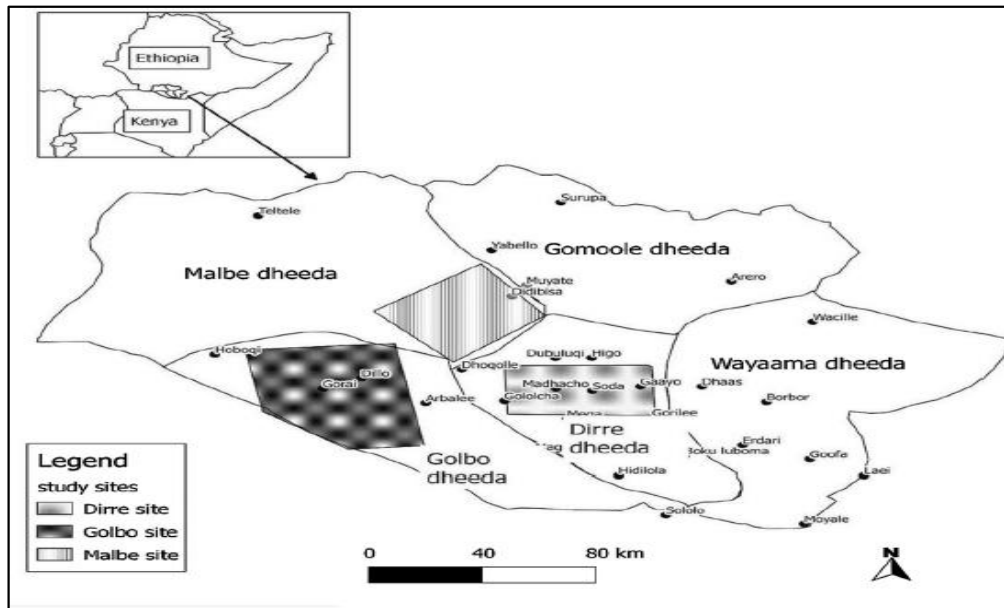 Ethiopia
Kenya
Teltele
Surupa
Yabello
Gomoole dheeda
Malbe dheeda
Muyate
Arero
Didibisa
Wacille
Hoboqi
Dubuluqi
Higo
Wayaama dheeda
Dhoqolle
Dillo
Gorai
Madhacho
Soda
Gaayo
Dhaas
Arbalee
Gololcha
Borbor
Gorilee
Dirre
dheeda
Erdari
Golbo
dheeda
Goofa
Hidilola
Laei
Sololo
Moyale
Legend
study sites
Dirre site
Golbo site
Malbe site
0 40 80 km
N